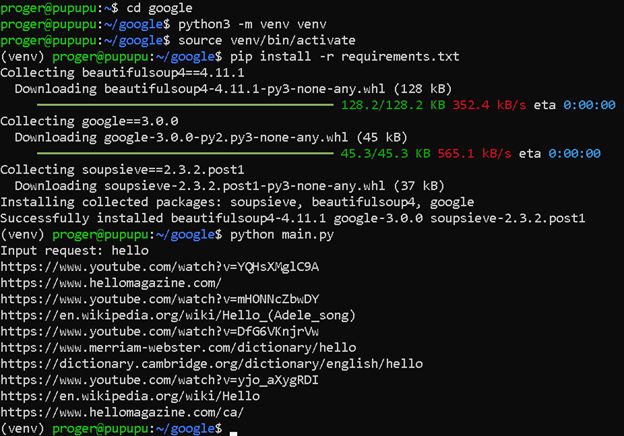 proger@pupupu:~$ cd google
proger@pupupu:~/google$ python3 -m venv venv
proger@pupupu:~/google$ source venv/bin/activate
(venv) proger@pupupu:~/google$ pip install -r requirements.txt
Collecting beautifulsoup4==4.11.1
  Downloading beautifulsoup4-4.11.1-py3-none-any.whl (128 kB)
128.2/128.2 KB 352.4 kB/s eta 0:00:00
Collecting google==3.0.0
  Downloading google-3.0.0-py2.py3-none-any.whl (45 kB)
45.3/45.3 KB 565.1 kB/s eta 0:00:00
Collecting soupsieve==2.3.2.post1
  Downloading soupsieve-2.3.2.post1-py3-none-any.whl (37 kB)
Installing collected packages: soupsieve, beautifulsoup4, google
Successfully installed beautifulsoup4-4.11.1 google-3.0.0 soupsieve-2.3.2.post1
(venv) proger@pupupu:~/google$ python main.py
Input request: hello
https://www.youtube.com/watch?v=YQHsXMglC9A
https://www.hellomagazine.com/
https://www.youtube.com/watch?v=mHONNcZbwDY
https://en.wikipedia.org/wiki/Hello_(Adele_song)
https://www.youtube.com/watch?v=DfG6VKnjrVw
https://www.merriam-webster.com/dictionary/hello
https://dictionary.cambridge.org/dictionary/english/hello
https://www.youtube.com/watch?v=yjo_aXygRDI
https://en.wikipedia.org/wiki/Hello
https://www.hellomagazine.com/ca/
(venv) proger@pupupu:~/google$